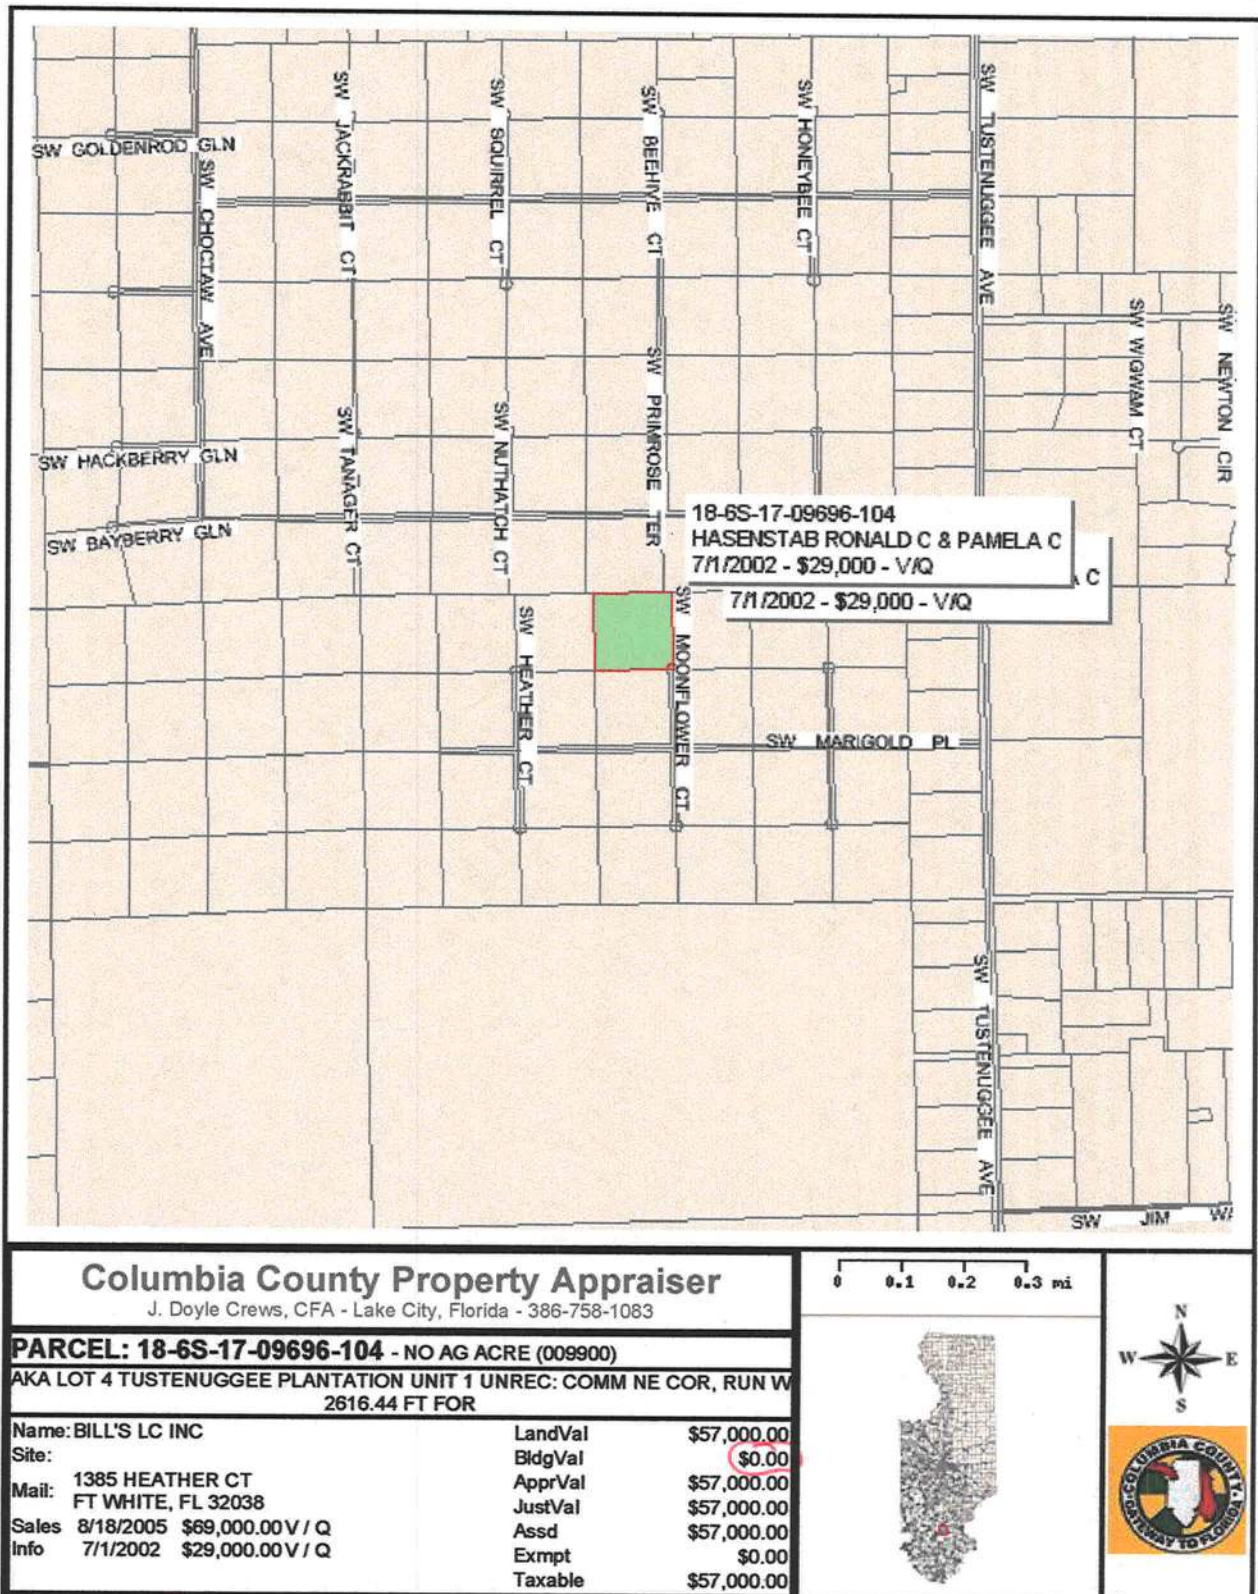 SW GOLDENROD GLN
SW CHOCTAW AVE
SW JACKRABBIT CT
SW SQUIRREL CT
SW BEEHIVE CT
SW HONEYBEE CT
SW TUSTENUGGEE AVE
SW WIGWAM CT
SW NEWTON CIR
SW HACKBERRY GLN
SW TANAGER CT
SW NUTHATCH CT
SW PRIMROSE TER
SW BAYBERRY GLN
18-6S-17-09696-104
HASENSTAB RONALD C & PAMELA C
7/1/2002 - $29,000 - V/Q
C
7/1/2002 - $29,000 - V/Q
SW HEATHER CT
SW MOONFLOWER CT
SW MARIGOLD PL
SW TUSTENUGGEE AVE
SW JIM
Columbia County Property Appraiser
J. Doyle Crews, CFA - Lake City, Florida - 386-758-1083
PARCEL: 18-6S-17-09696-104 - NO AG ACRE (009900)
AKA LOT 4 TUSTENUGGEE PLANTATION UNIT 1 UNREC: COMM NE COR, RUN W
2616.44 FT FOR
Name: BILL'S LC INC
Site:
Mail: 1385 HEATHER CT
FT WHITE, FL 32038
Sales 8/18/2005 $69,000.00 V / Q
Info 7/1/2002 $29,000.00 V / Q
LandVal $57,000.00
BldgVal $0.00
ApprVal $57,000.00
JustVal $57,000.00
Assd $57,000.00
Exmpt $0.00
Taxable $57,000.00
0 0.1 0.2 0.3 mi
N
W E
S
COLUMBIA COUNTY
GATEWAY TO FLORIDA